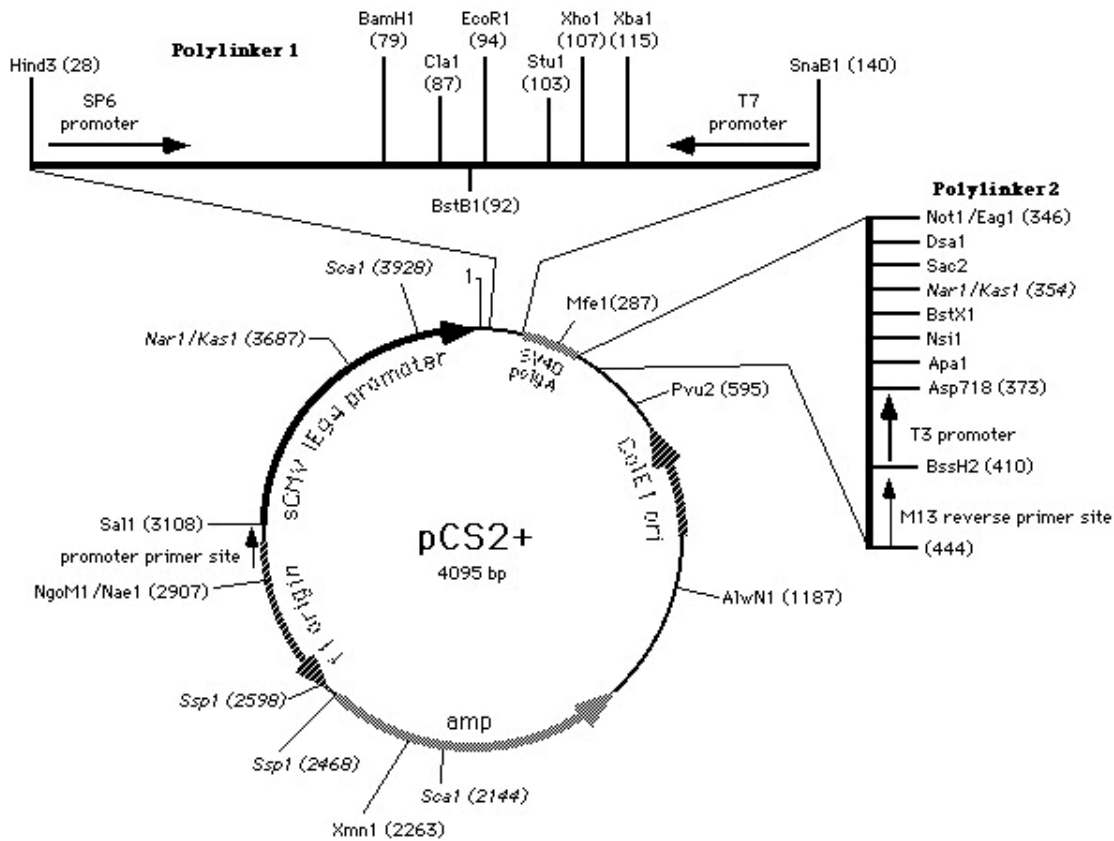 Polylinker 1
Hind3 (28)
BamH1
(79)
Cla1
(87)
EcoR1
(94)
Stu1
(103)
Xho1
(107)
Xba1
(115)
SnaB1 (140)
SP6
promoter
T7
promoter
BstB1(92)
Polylinker 2
Not1/Eag1 (346)
Dsa1
Sac2
Nar1/Kas1 (354)
BstX1
Nsi1
Apa1
Asp718 (373)
T3 promoter
BssH2 (410)
M13 reverse primer site
(444)
Sca1 (3928)
1
Mfe1(287)
Nar1/Kas1 (3687)
SV40
polyA
Pvu2 (595)
sCMV IE94 promoter
ColE1 ori
Sal1 (3108)
promoter primer site
NgoM1/Nae1 (2907)
pCS2+
4095 bp
f1 origin
AlwN1 (1187)
Ssp1 (2598)
amp
Ssp1 (2468)
Sca1 (2144)
Xmn1 (2263)